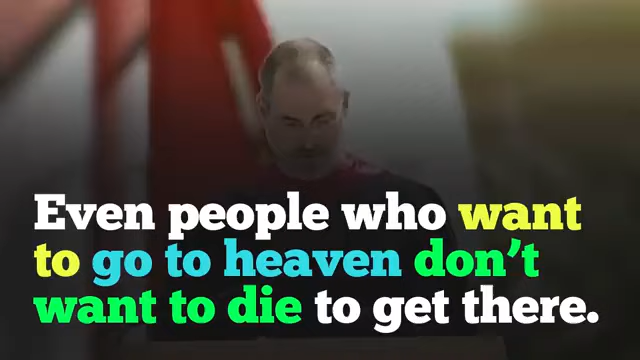 Even people who want
to go to heaven don’t
want to die to get there.